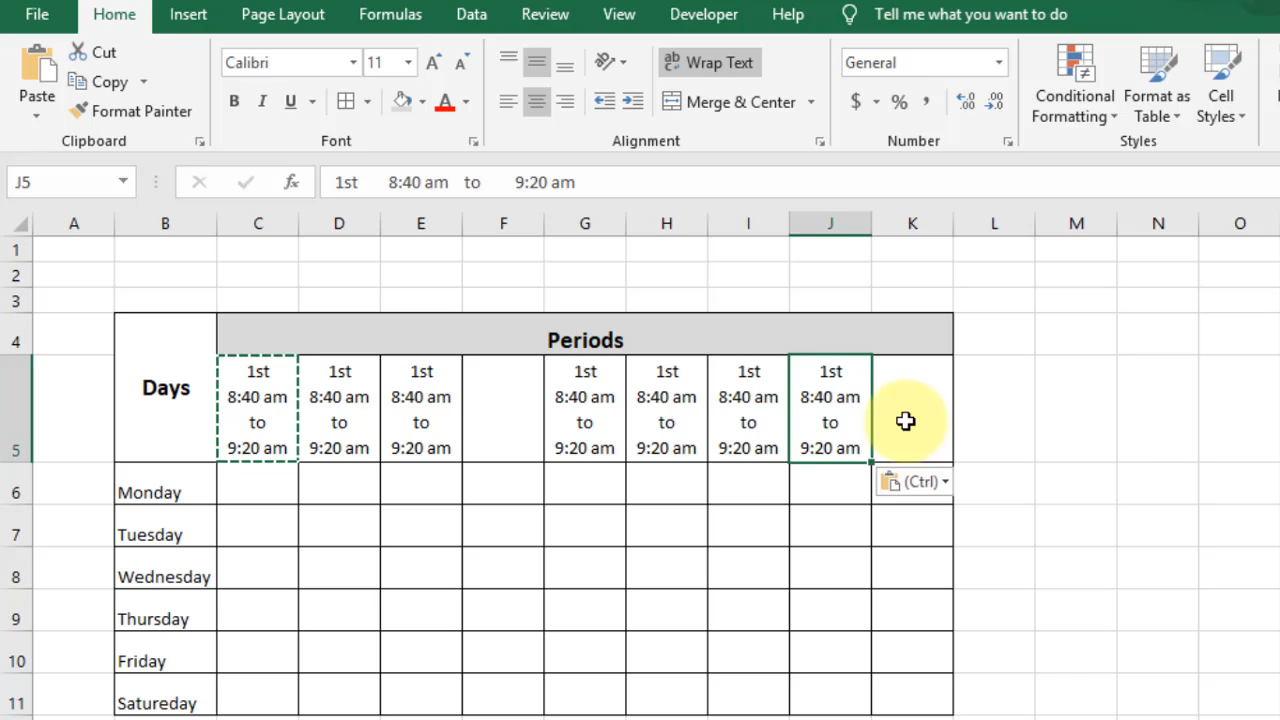 File Home Insert Page Layout Formulas Data Review View Developer Help Tell me what you want to do
Paste
Cut
Copy
Format Painter
Clipboard
Calibri 11 A A
B I U A
Font
ab Wrap Text
Merge & Center
Alignment
General
$ % ,
.00 .0
.0 .00
Number
Conditional
Formatting
Format as
Table
Cell
Styles
Styles
J5
fx
1st 8:40 am to 9:20 am
A B C D E F G H I J K L M N O
1
2
3
4 Periods
Days
1st 1st 1st 1st 1st 1st 1st
8:40 am 8:40 am 8:40 am 8:40 am 8:40 am 8:40 am 8:40 am
to to to to to to to
5 9:20 am 9:20 am 9:20 am 9:20 am 9:20 am 9:20 am 9:20 am
(Ctrl)
6 Monday
7 Tuesday
8 Wednesday
9 Thursday
10 Friday
11 Satureday